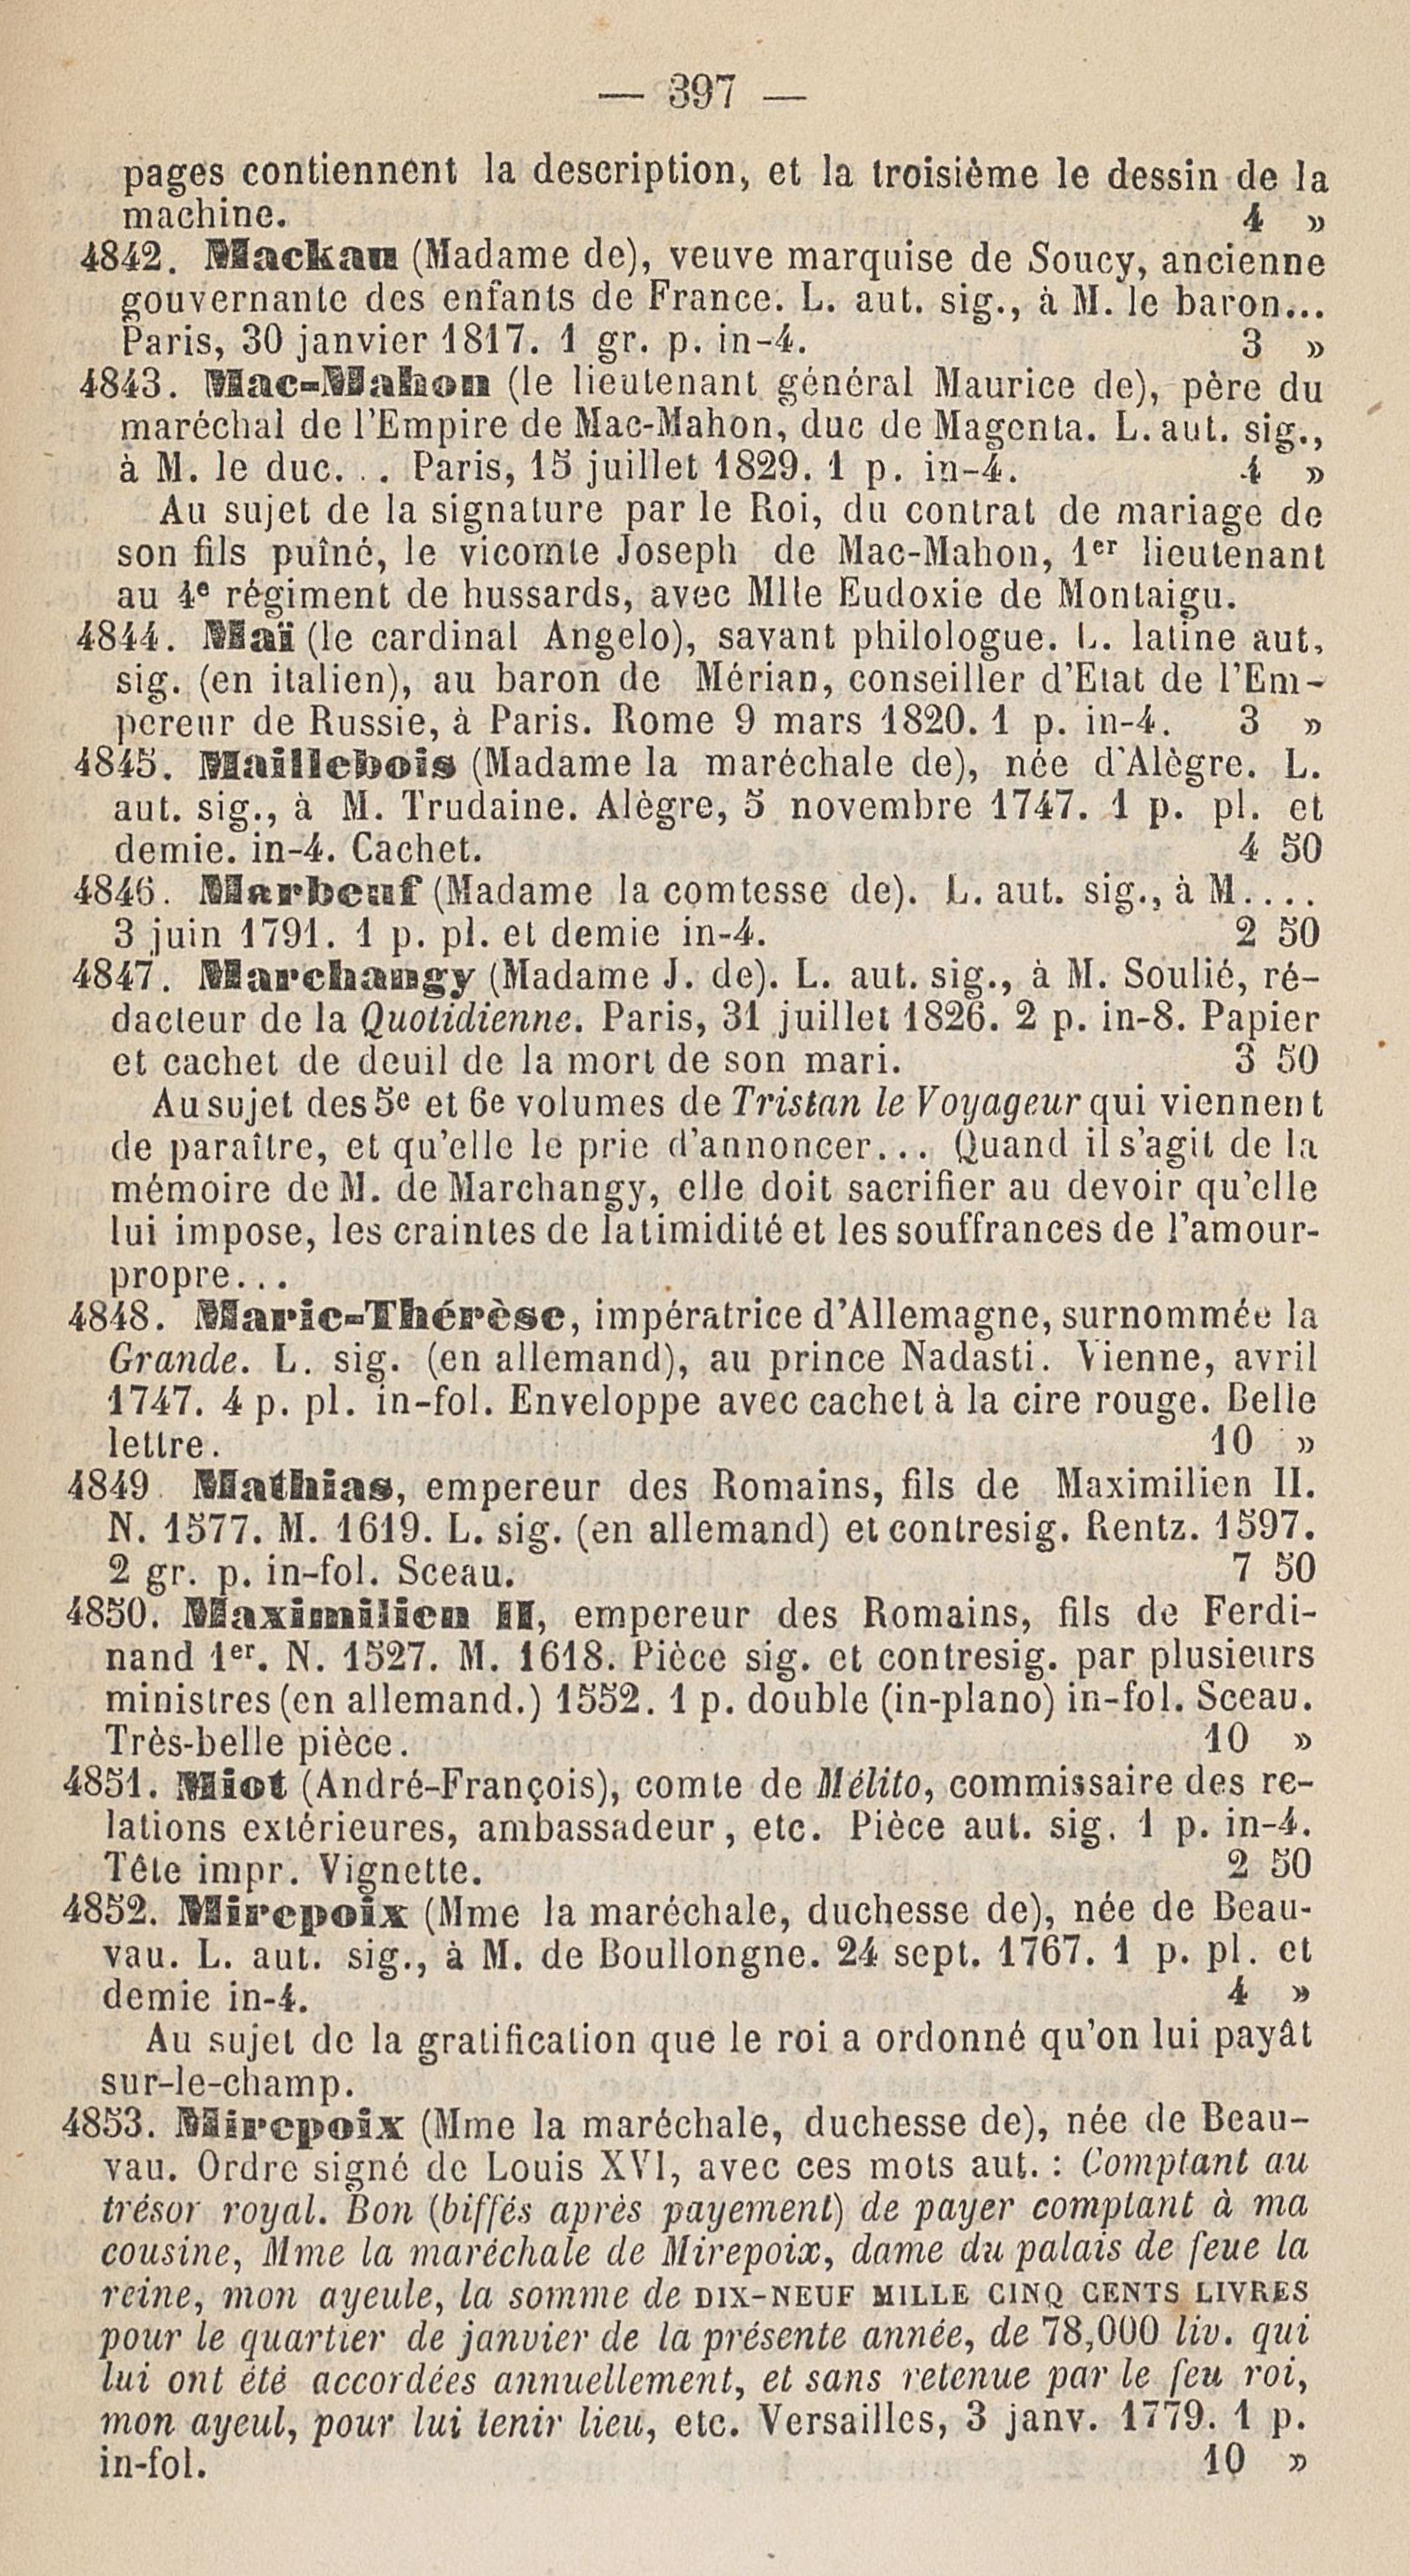 — 397 —
pages contiennent la description, et la troisième le dessin de la
machine. 4 »
4842. Mackau (Madame de), veuve marquise de Soucy, ancienne
gouvernante des enfants de France. L. aut. sig., à M. le baron...
Paris, 30 janvier 1817. 1 gr. p. in-4. 3 »
4843. Mac-Mahon (le lieutenant général Maurice de), père du
maréchal de l'Empire de Mac-Mahon, duc de Magenta. L. aut. sig.,
à M. le duc. . . Paris, 15 juillet 1829. 1 p. in-4. 4 »
Au sujet de la signature par le Roi, du contrat de mariage de
son fils puîné, le vicomte Joseph de Mac-Mahon, 1er lieutenant
au 4e régiment de hussards, avec Mlle Eudoxie de Montaigu.
4844. Maï (le cardinal Angelo), savant philologue. L. latine aut.
sig. (en italien), au baron de Mérian, conseiller d'Etat de l'Em-
pereur de Russie, à Paris. Rome 9 mars 1820. 1 p. in-4. 3 »
4845. Maillebois (Madame la maréchale de), née d'Alègre. L.
aut. sig., à M. Trudaine. Alègre, 5 novembre 1747. 1 p. pl. et
demie. in-4. Cachet. 4 50
4846. Marbeuf (Madame la comtesse de). L. aut. sig., à M....
3 juin 1791. 1 p. pl. et demie in-4. 2 50
4847. Marchangy (Madame J. de). L. aut. sig., à M. Soulié, ré-
dacteur de la Quotidienne. Paris, 31 juillet 1826. 2 p. in-8. Papier
et cachet de deuil de la mort de son mari. 3 50
Au sujet des 5e et 6e volumes de Tristan le Voyageur qui viennent
de paraître, et qu'elle le prie d'annoncer... Quand il s'agit de la
mémoire de M. de Marchangy, elle doit sacrifier au devoir qu'elle
lui impose, les craintes de la timidité et les souffrances de l'amour-
propre...
4848. Marie-Thérèse, impératrice d'Allemagne, surnommée la
Grande. L. sig. (en allemand), au prince Nadasti. Vienne, avril
1747. 4 p. pl. in-fol. Enveloppe avec cachet à la cire rouge. Belle
lettre. 10 »
4849. Mathias, empereur des Romains, fils de Maximilien II.
N. 1577. M. 1619. L. sig. (en allemand) et contresig. Rentz. 1597.
2 gr. p. in-fol. Sceau. 7 50
4850. Maximilien II, empereur des Romains, fils de Ferdi-
nand 1er. N. 1527. M. 1618. Pièce sig. et contresig. par plusieurs
ministres (en allemand.) 1552. 1 p. double (in-plano) in-fol. Sceau.
Très-belle pièce. 10 »
4851. Miot (André-François), comte de Mélito, commissaire des re-
lations extérieures, ambassadeur, etc. Pièce aut. sig. 1 p. in-4.
Tête impr. Vignette. 2 50
4852. Mirepoix (Mme la maréchale, duchesse de), née de Beau-
vau. L. aut. sig., à M. de Boullongne. 24 sept. 1767. 1 p. pl. et
demie in-4. 4 »
Au sujet de la gratification que le roi a ordonné qu'on lui payât
sur-le-champ.
4853. Mirepoix (Mme la maréchale, duchesse de), née de Beau-
vau. Ordre signé de Louis XVI, avec ces mots aut. : Comptant au
trésor royal. Bon (biffés après payement) de payer comptant à ma
cousine, Mme la maréchale de Mirepoix, dame du palais de feue la
reine, mon ayeule, la somme de DIX-NEUF MILLE CINQ CENTS LIVRES
pour le quartier de janvier de la présente année, de 78,000 liv. qui
lui ont été accordées annuellement, et sans retenue par le feu roi,
mon ayeul, pour lui tenir lieu, etc. Versailles, 3 janv. 1779. 1 p.
in-fol. 10 »